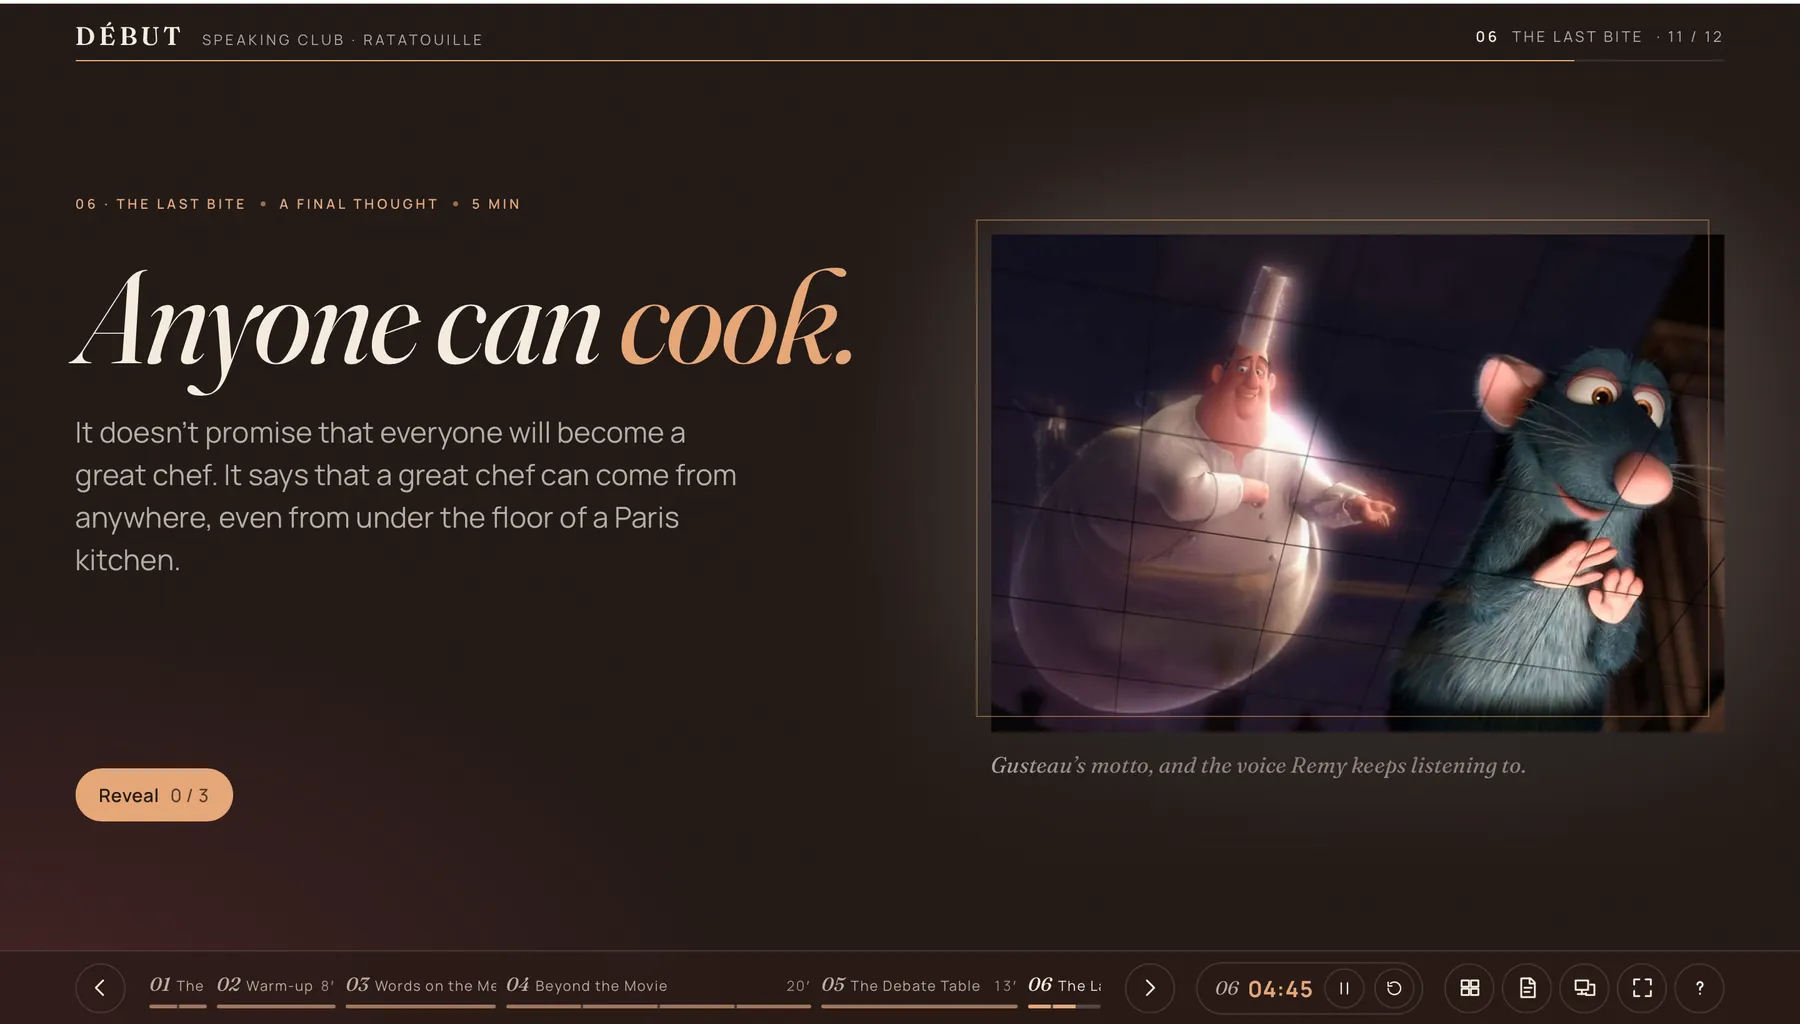 DÉBUT SPEAKING CLUB · RATATOUILLE
06 THE LAST BITE · 11 / 12
06 · THE LAST BITE • A FINAL THOUGHT • 5 MIN
Anyone can cook.
It doesn’t promise that everyone will become a
great chef. It says that a great chef can come from
anywhere, even from under the floor of a Paris
kitchen.
Gusteau’s motto, and the voice Remy keeps listening to.
Reveal 0 / 3
01 The 02 Warm-up 8′ 03 Words on the Me 04 Beyond the Movie 20′ 05 The Debate Table 13′ 06 The La
06 04:45
?